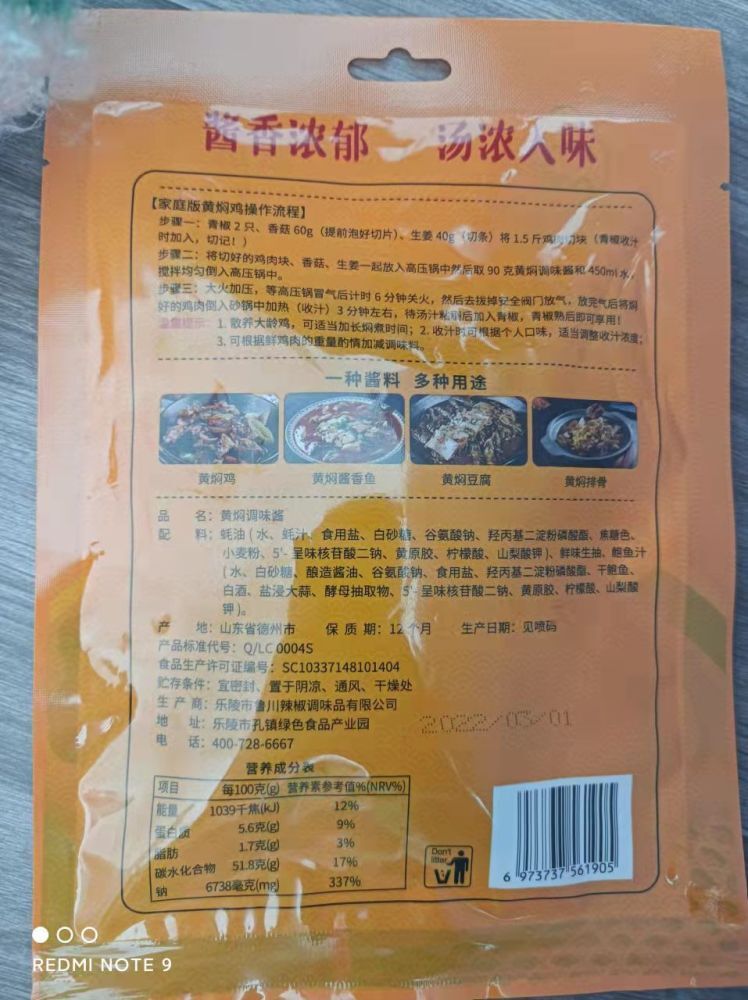 酱香浓郁 汤浓入味
【家庭版黄焖鸡操作流程】
步骤一：青椒2只、香菇60g（提前泡好切片）、生姜40g（切条）将1.5斤鸡肉切块（青椒收汁
时加入，切记！）
步骤二：将切好的鸡肉块、香菇、生姜一起放入高压锅中然后取90克黄焖调味酱和450ml水，
搅拌均匀倒入高压锅中。
步骤三：大火加压，等高压锅冒气后计时6分钟关火，然后去拔掉安全阀门放气，放完气后将焖
好的鸡肉倒入砂锅中加热（收汁）3分钟左右，待汤汁粘稠后加入青椒，青椒熟后即可享用！
温馨提示：1.散养大龄鸡，可适当加长焖煮时间；2.收汁时可根据个人口味，适当调整收汁浓度；
3.可根据鲜鸡肉的重量酌情加减调味料。
一种酱料 多种用途
黄焖鸡 黄焖酱香鱼 黄焖豆腐 黄焖排骨
品 名：黄焖调味酱
配 料：蚝油（水、蚝汁、食用盐、白砂糖、谷氨酸钠、羟丙基二淀粉磷酸酯、焦糖色、
小麦粉、5'-呈味核苷酸二钠、黄原胶、柠檬酸、山梨酸钾）、鲜味生抽、鲍鱼汁
［水、白砂糖、酿造酱油、谷氨酸钠、食用盐、羟丙基二淀粉磷酸酯、干鲍鱼、
白酒、盐浸大蒜、酵母抽取物、5'-呈味核苷酸二钠、黄原胶、柠檬酸、山梨酸
钾］。
产 地：山东省德州市 保质期：12个月 生产日期：见喷码
产品标准代号：Q/LC 0004S
食品生产许可证编号：SC10337148101404
贮存条件：宜密封、置于阴凉、通风、干燥处
生产商：乐陵市鲁川辣椒调味品有限公司
地 址：乐陵市孔镇绿色食品产业园
电 话：400-728-6667
2022/03/01
营养成分表
项目 每100克(g) 营养素参考值%(NRV%)
能量 1039千焦(kJ) 12%
蛋白质 5.6克(g) 9%
脂肪 1.7克(g) 3%
碳水化合物 51.8克(g) 17%
钠 6738毫克(mg) 337%
Don't
litter
6 973737 561905
REDMI NOTE 9